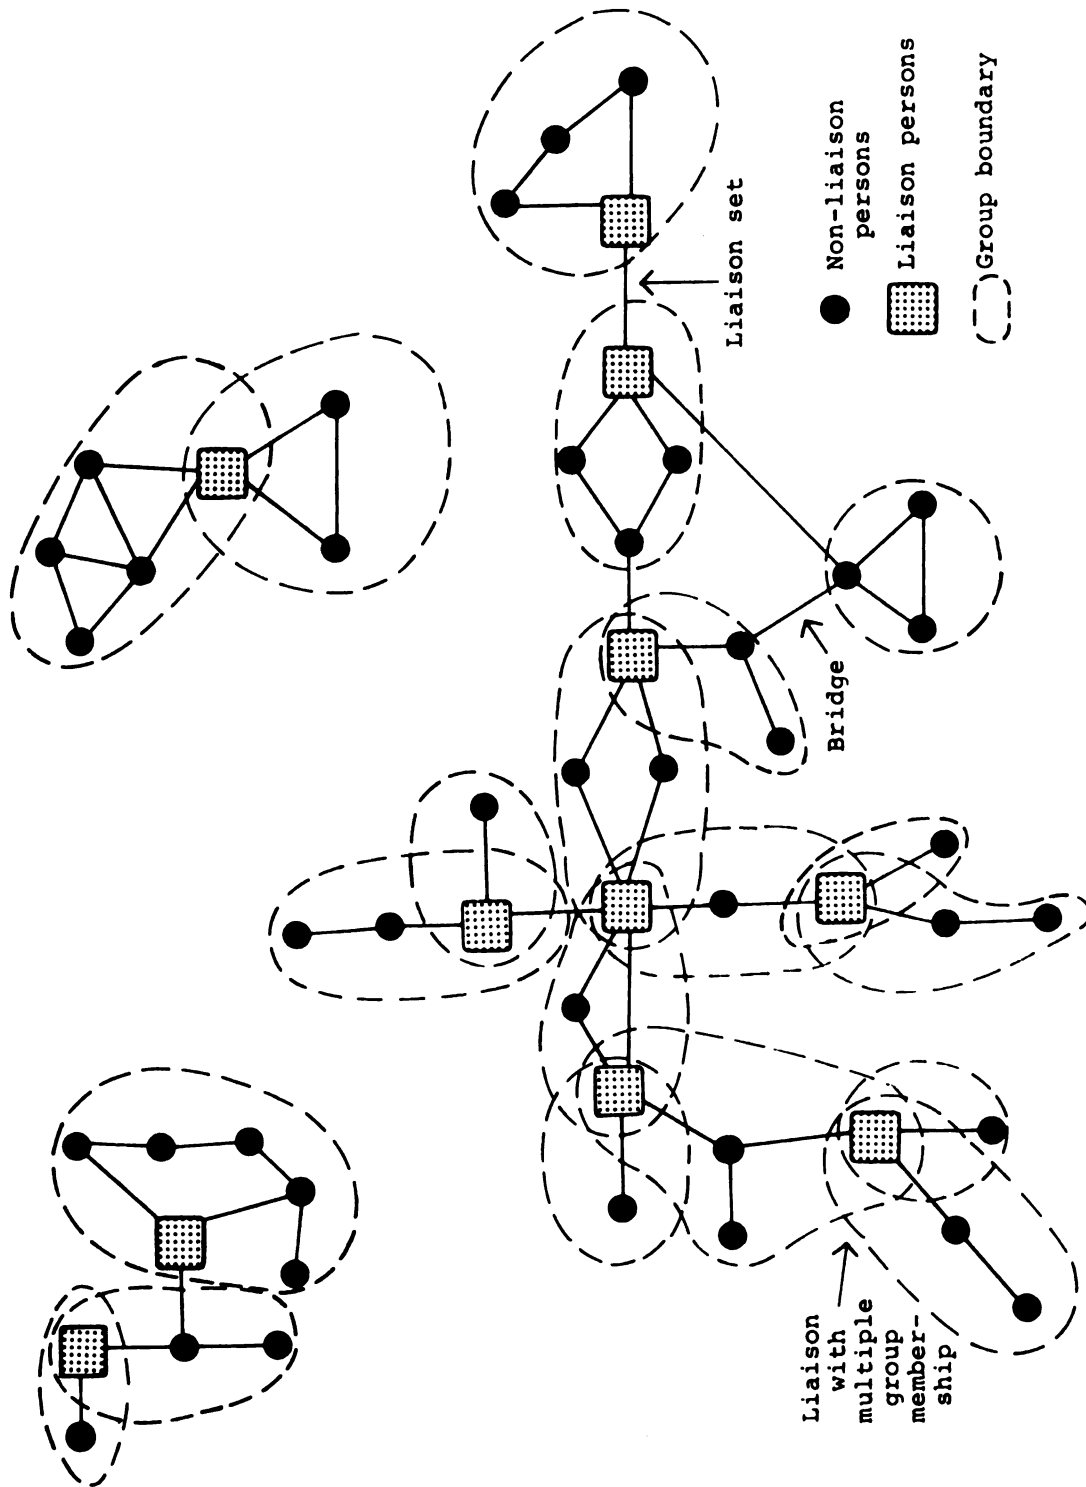 Liaison
with
multiple
group
member-
ship
Bridge
Liaison set
Non-liaison
persons
Liaison persons
Group boundary